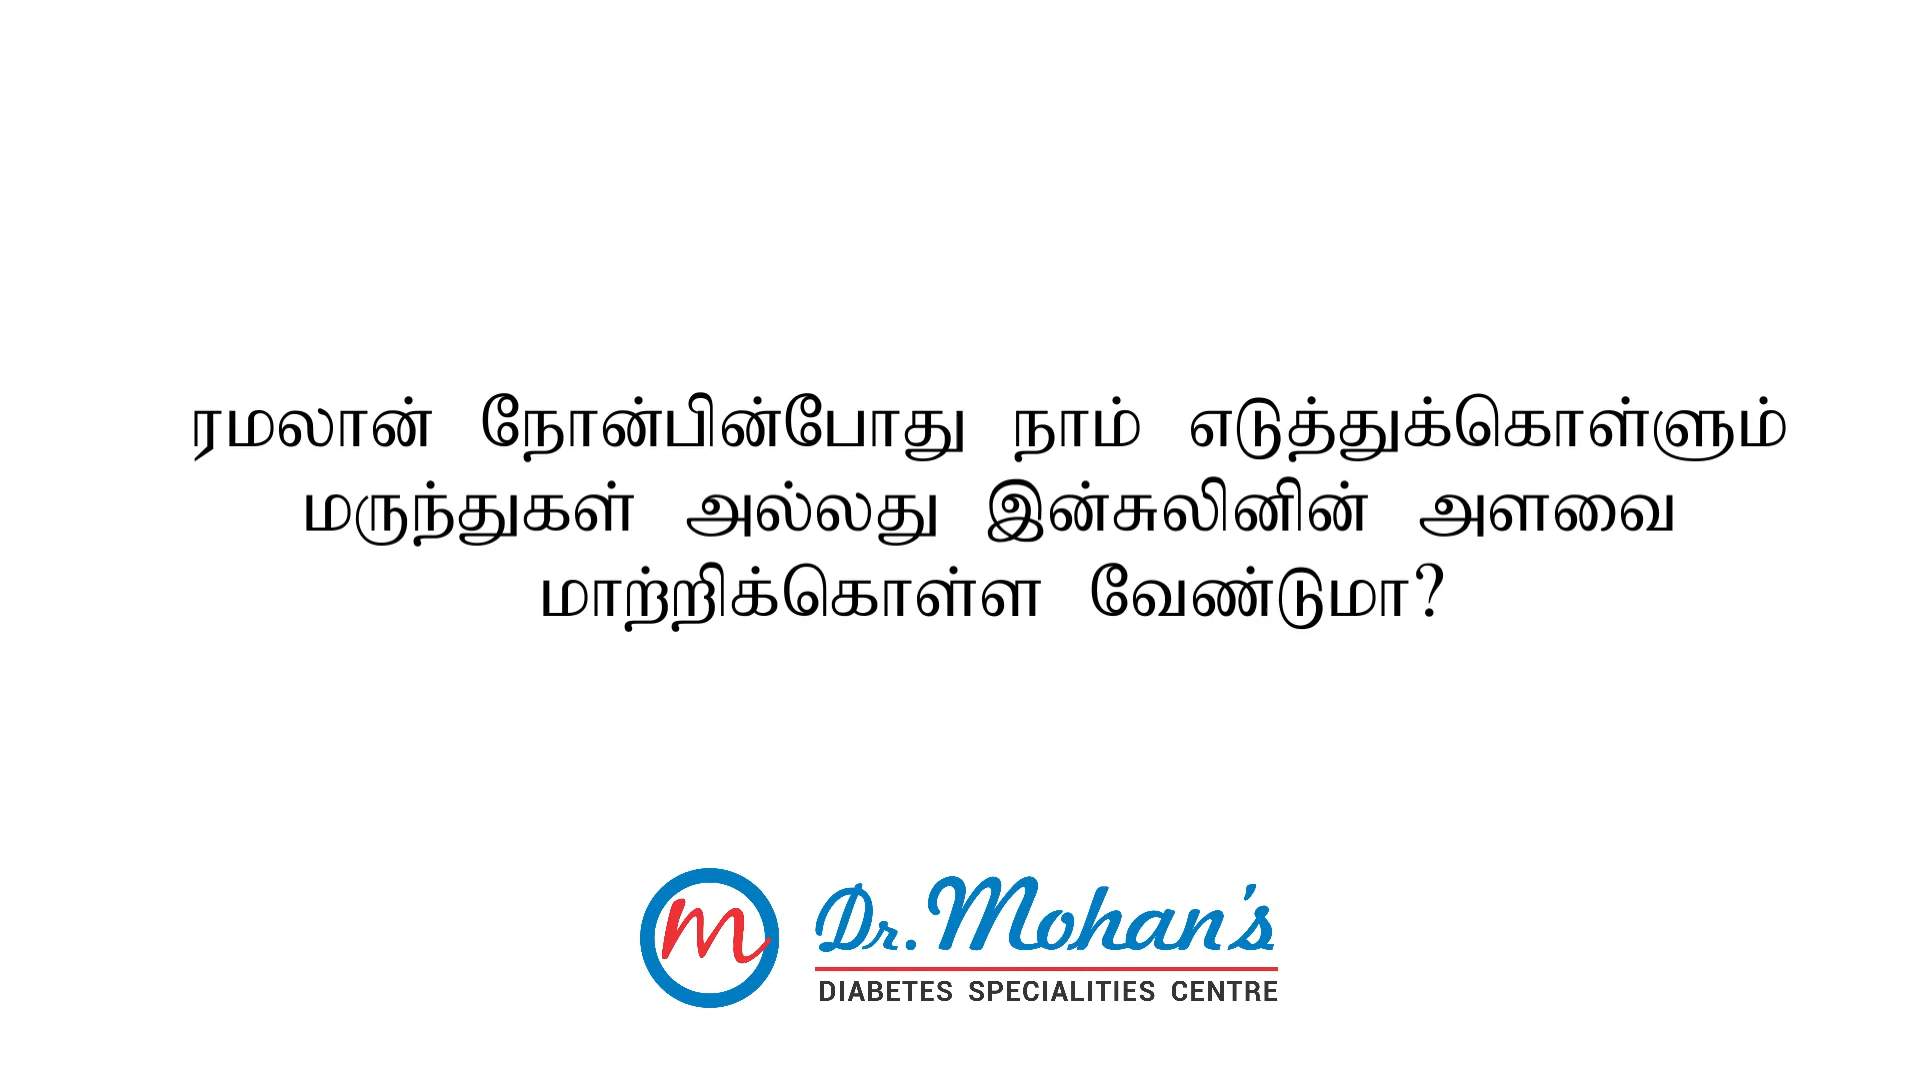 ரமலான் நோன்பின்போது நாம் எடுத்துக்கொள்ளும்
மருந்துகள் அல்லது இன்சுலினின் அளவை
மாற்றிக்கொள்ள வேண்டுமா?
m Dr. Mohan's
DIABETES SPECIALITIES CENTRE